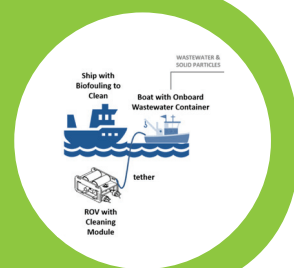 WASTEWATER &
SOLID PARTICLES
Ship with
Biofouling to
Clean
Boat with Onboard
Wastewater Container
tether
ROV with
Cleaning
Module